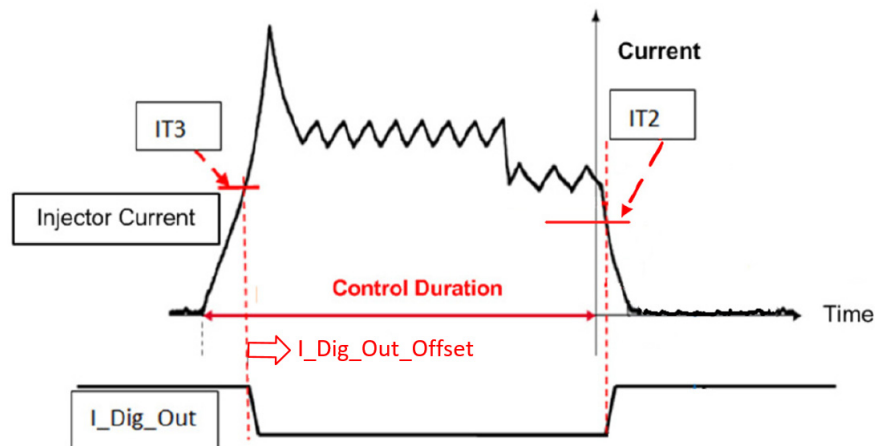 Current
IT3
IT2
Injector Current
Control Duration
Time
I_Dig_Out_Offset
I_Dig_Out